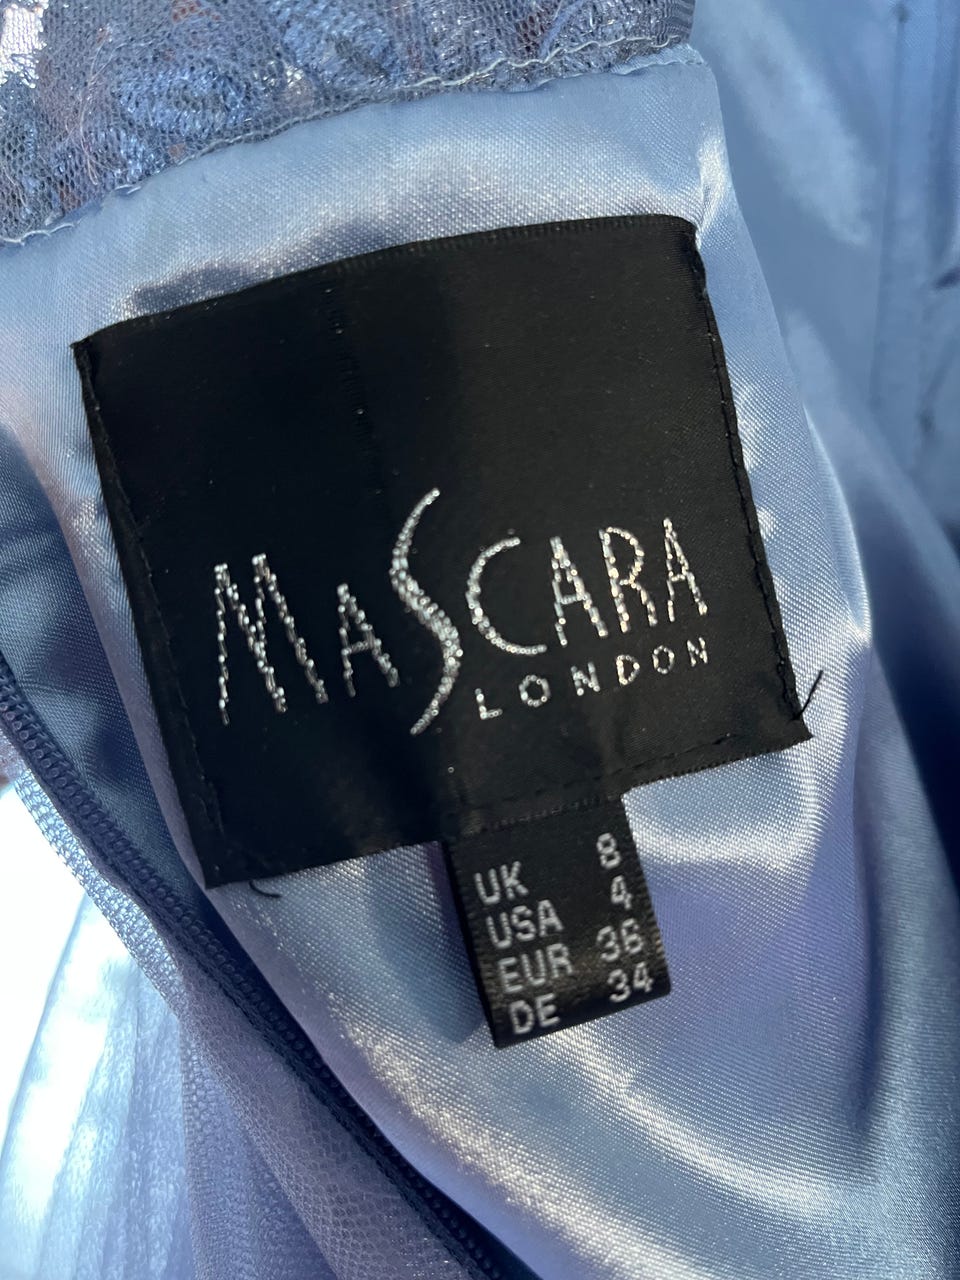 MASCARA
LONDON
UK 8
USA 4
EUR 36
DE 34